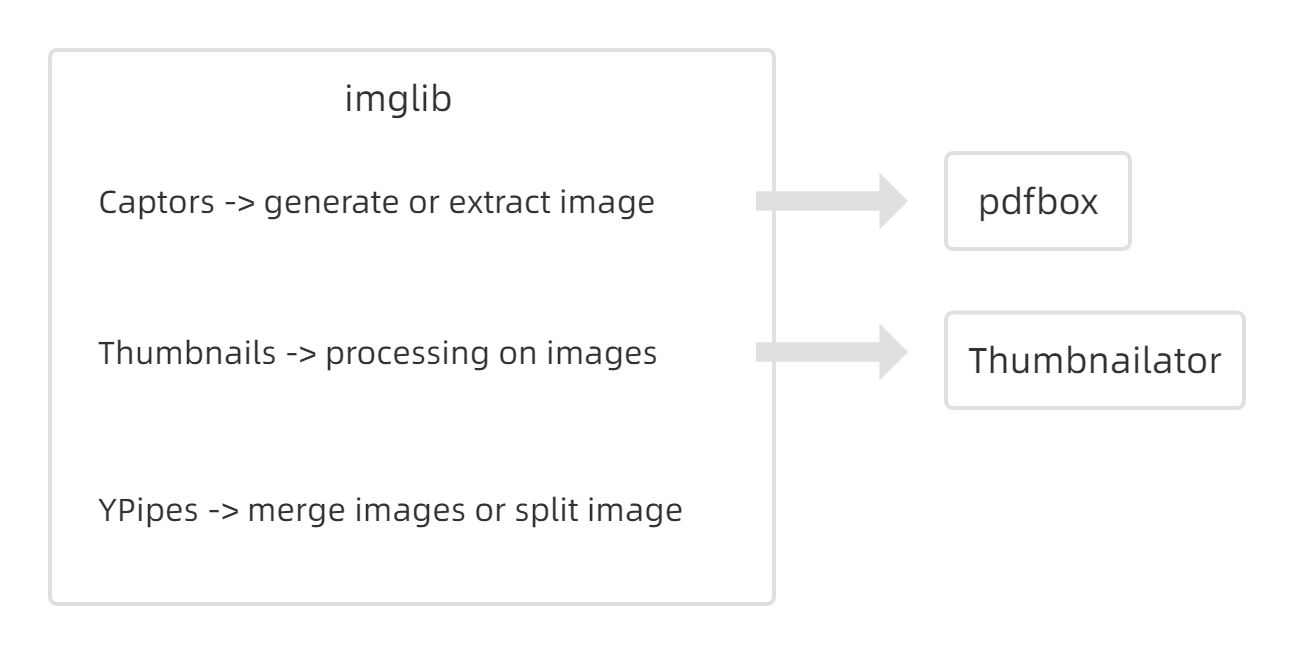 imglib
Captors -> generate or extract image
pdfbox
Thumbnails -> processing on images
Thumbnailator
YPipes -> merge images or split image